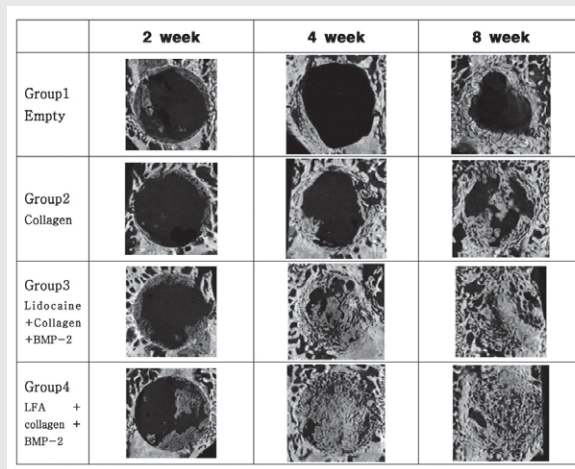 2 week 4 week 8 week
Group1
Empty
Group2
Collagen
Group3
Lidocaine
+Collagen
+BMP-2
Group4
LFA +
collagen +
BMP-2